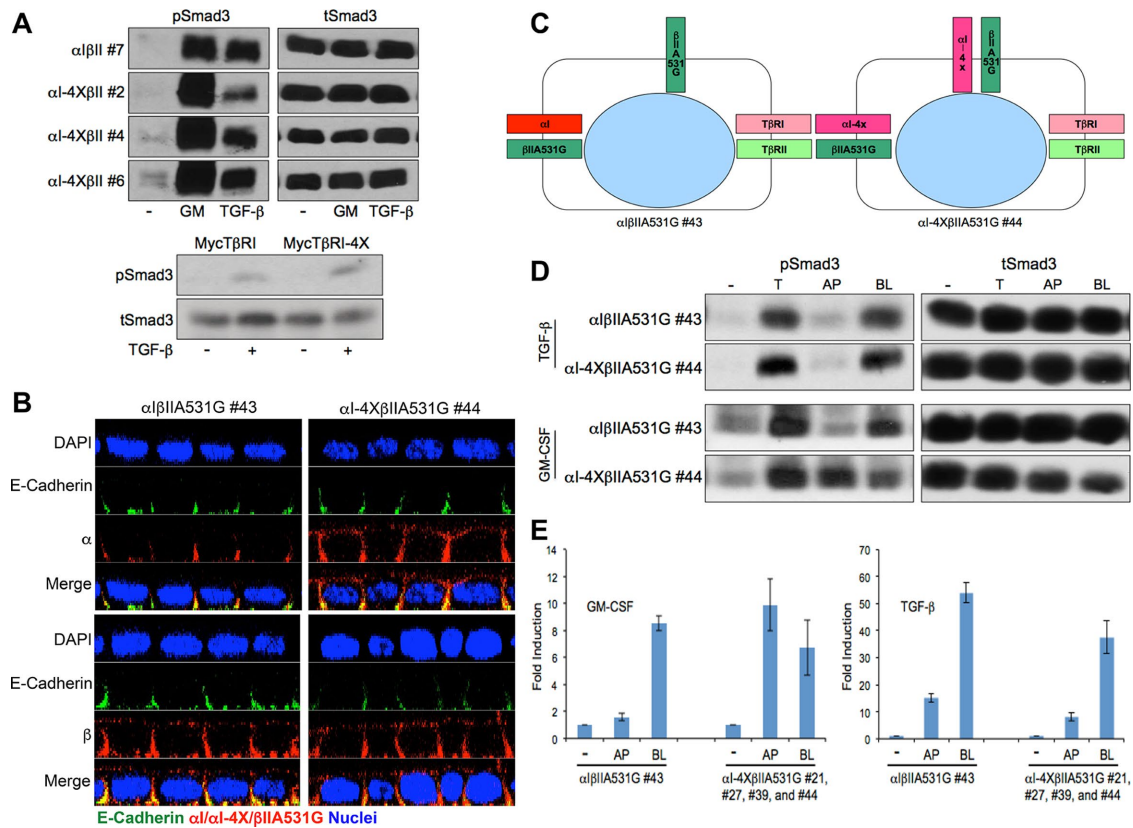 A
pSmad3
tSmad3
αIβII #7
αI-4XβII #2
αI-4XβII #4
αI-4XβII #6
- GM TGF-β - GM TGF-β
MycTβRI MycTβRI-4X
pSmad3
tSmad3
TGF-β - + - +
B
αIβIIA531G #43 αI-4XβIIA531G #44
DAPI
E-Cadherin
α
Merge
DAPI
E-Cadherin
β
Merge
E-Cadherin αI/αI-4X/βIIA531G Nuclei
C
βIIA531G
αI-4x
βIIA531G
αI
βIIA531G
TβRI
TβRII
αI-4x
βIIA531G
TβRI
TβRII
αIβIIA531G #43
αI-4XβIIA531G #44
D
pSmad3 tSmad3
- T AP BL - T AP BL
TGF-β
αIβIIA531G #43
αI-4XβIIA531G #44
GM-CSF
αIβIIA531G #43
αI-4XβIIA531G #44
E
Fold Induction
14
12
10
8
6
4
2
0
GM-CSF
- AP BL - AP BL
αIβIIA531G #43
αI-4XβIIA531G #21,
#27, #39, and #44
Fold Induction
70
60
50
40
30
20
10
0
TGF-β
- AP BL - AP BL
αIβIIA531G #43
αI-4XβIIA531G #21,
#27, #39, and #44